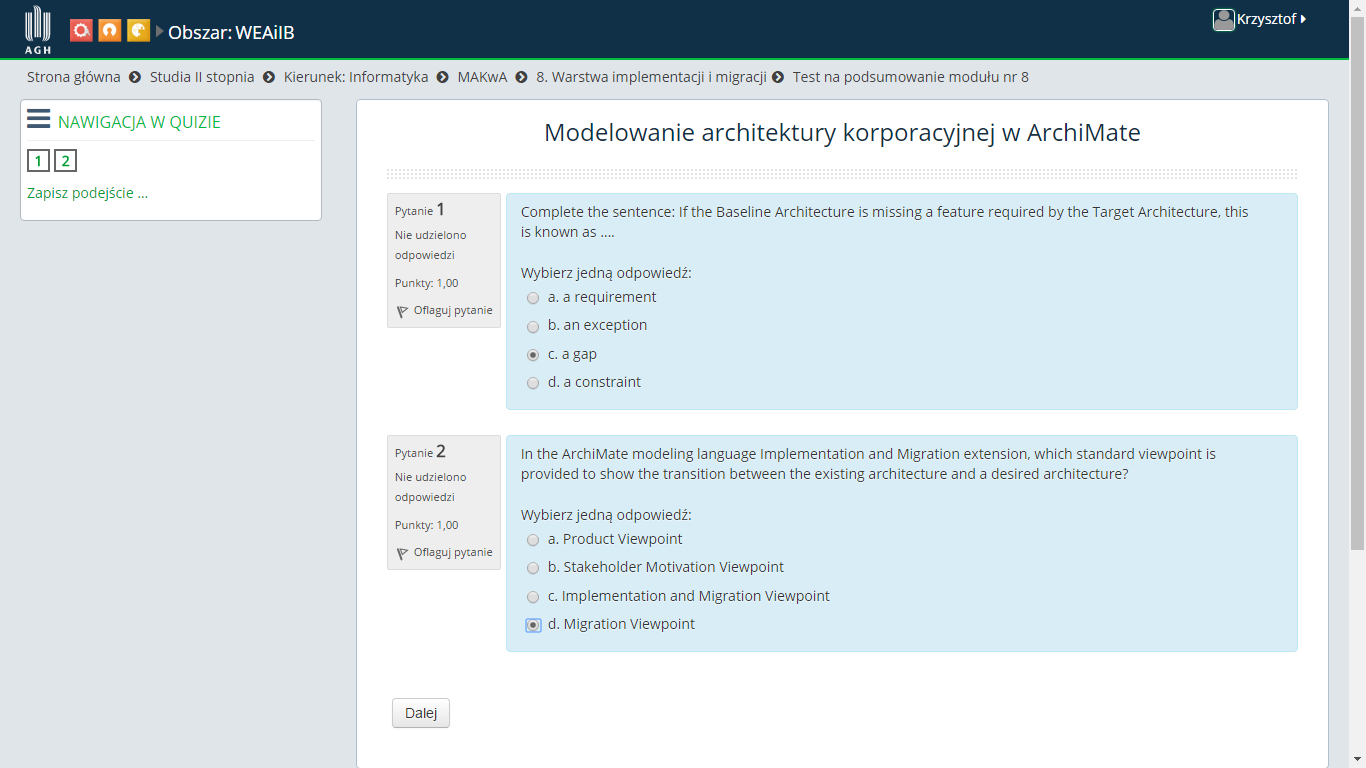 AGH
Obszar: WEAiIB
Krzysztof
Strona główna Studia II stopnia Kierunek: Informatyka MAKwA 8. Warstwa implementacji i migracji Test na podsumowanie modułu nr 8
NAWIGACJA W QUIZIE
1 2
Zapisz podejście ...
Modelowanie architektury korporacyjnej w ArchiMate
Pytanie 1
Nie udzielono
odpowiedzi
Punkty: 1,00
Oflaguj pytanie
Complete the sentence: If the Baseline Architecture is missing a feature required by the Target Architecture, this
is known as ....
Wybierz jedną odpowiedź:
a. a requirement
b. an exception
c. a gap
d. a constraint
Pytanie 2
Nie udzielono
odpowiedzi
Punkty: 1,00
Oflaguj pytanie
In the ArchiMate modeling language Implementation and Migration extension, which standard viewpoint is
provided to show the transition between the existing architecture and a desired architecture?
Wybierz jedną odpowiedź:
a. Product Viewpoint
b. Stakeholder Motivation Viewpoint
c. Implementation and Migration Viewpoint
d. Migration Viewpoint
Dalej